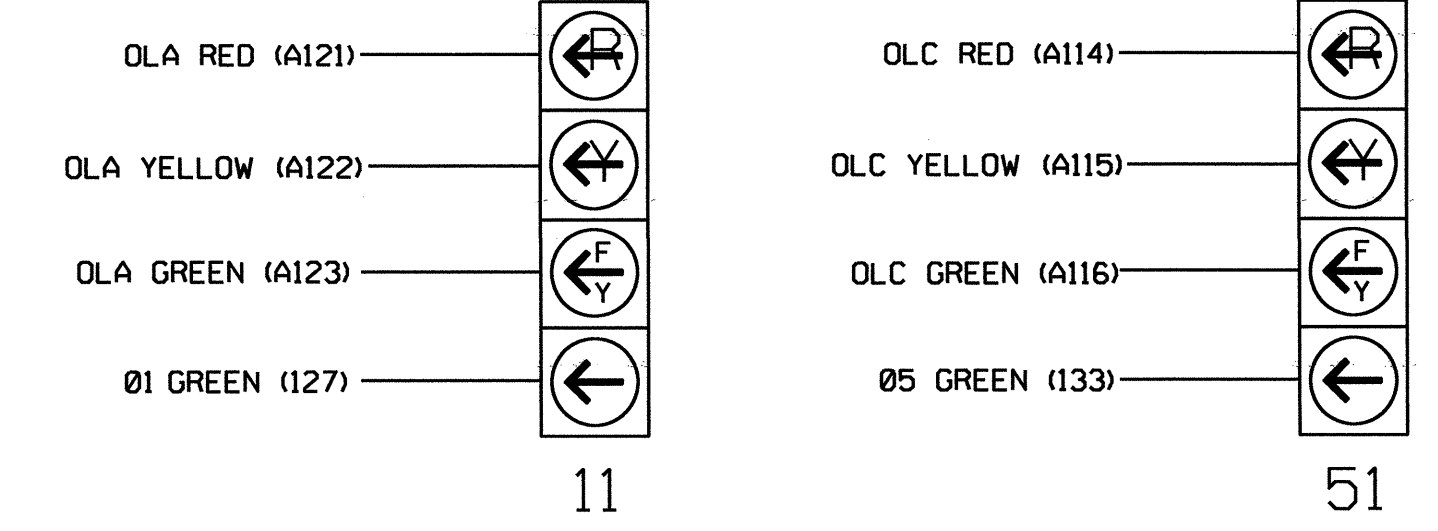 OLA RED (A121)
R
OLA YELLOW (A122)
Y
OLA GREEN (A123)
F
Y
Ø1 GREEN (127)
11
OLC RED (A114)
R
OLC YELLOW (A115)
Y
OLC GREEN (A116)
F
Y
Ø5 GREEN (133)
51